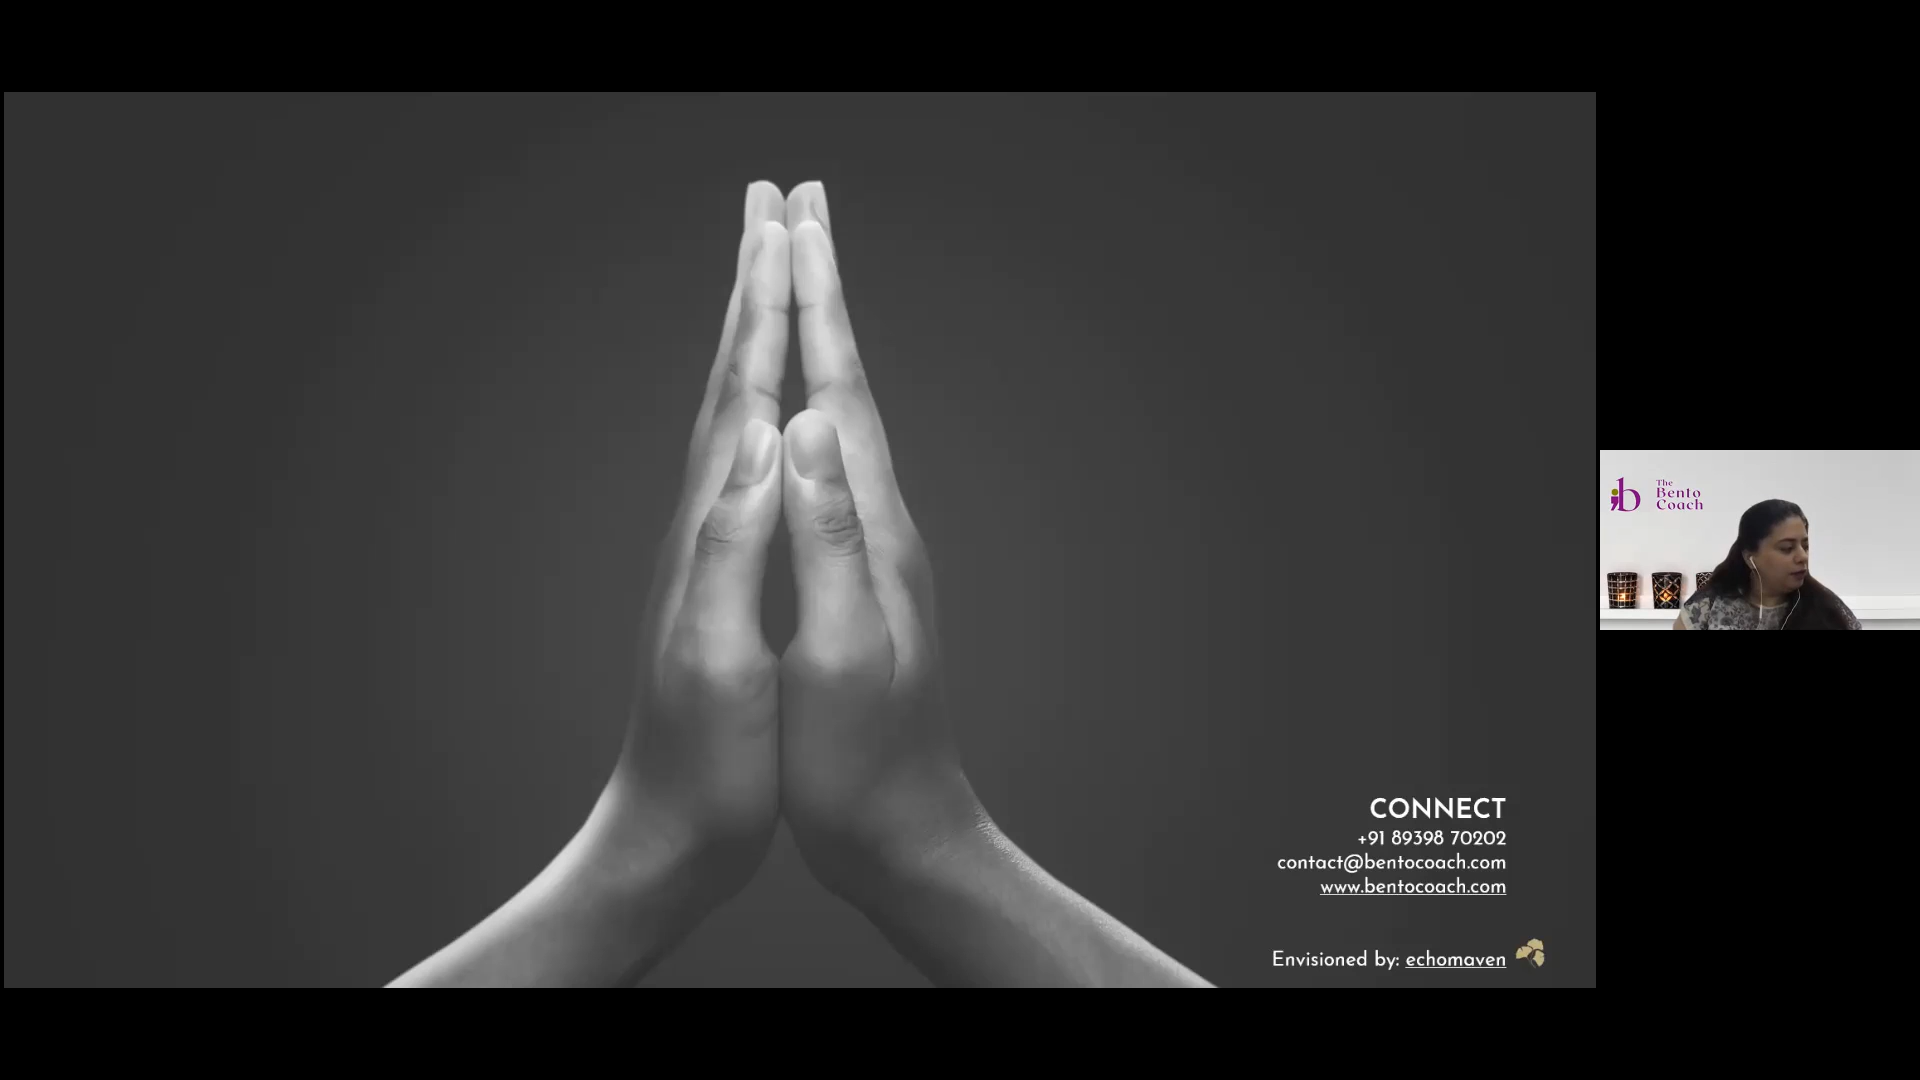 CONNECT
+91 89398 70202
contact@bentocoach.com
www.bentocoach.com
Envisioned by: echomaven
The
Bento
Coach